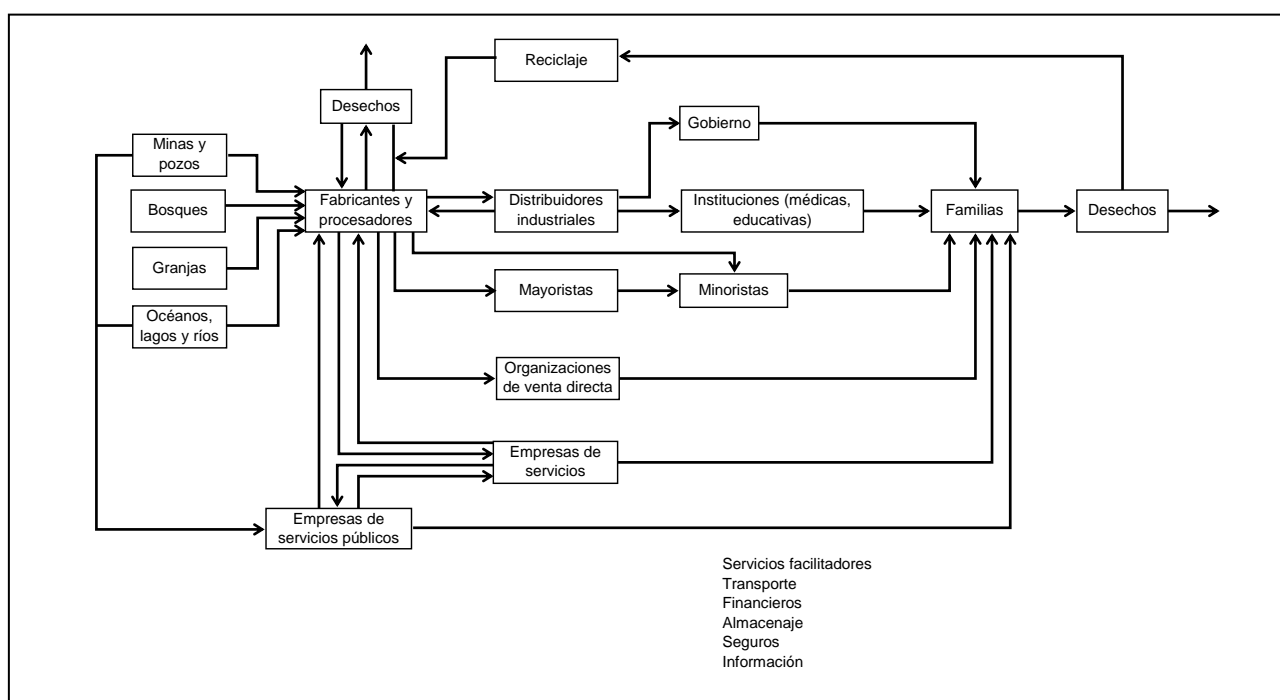 Reciclaje
Desechos
Gobierno
Minas y
pozos
Bosques
Fabricantes y
procesadores
Distribuidores
industriales
Instituciones (médicas,
educativas)
Familias
Desechos
Granjas
Mayoristas
Minoristas
Océanos,
lagos y ríos
Organizaciones
de venta directa
Empresas de
servicios
Empresas de
servicios públicos
Servicios facilitadores
Transporte
Financieros
Almacenaje
Seguros
Información